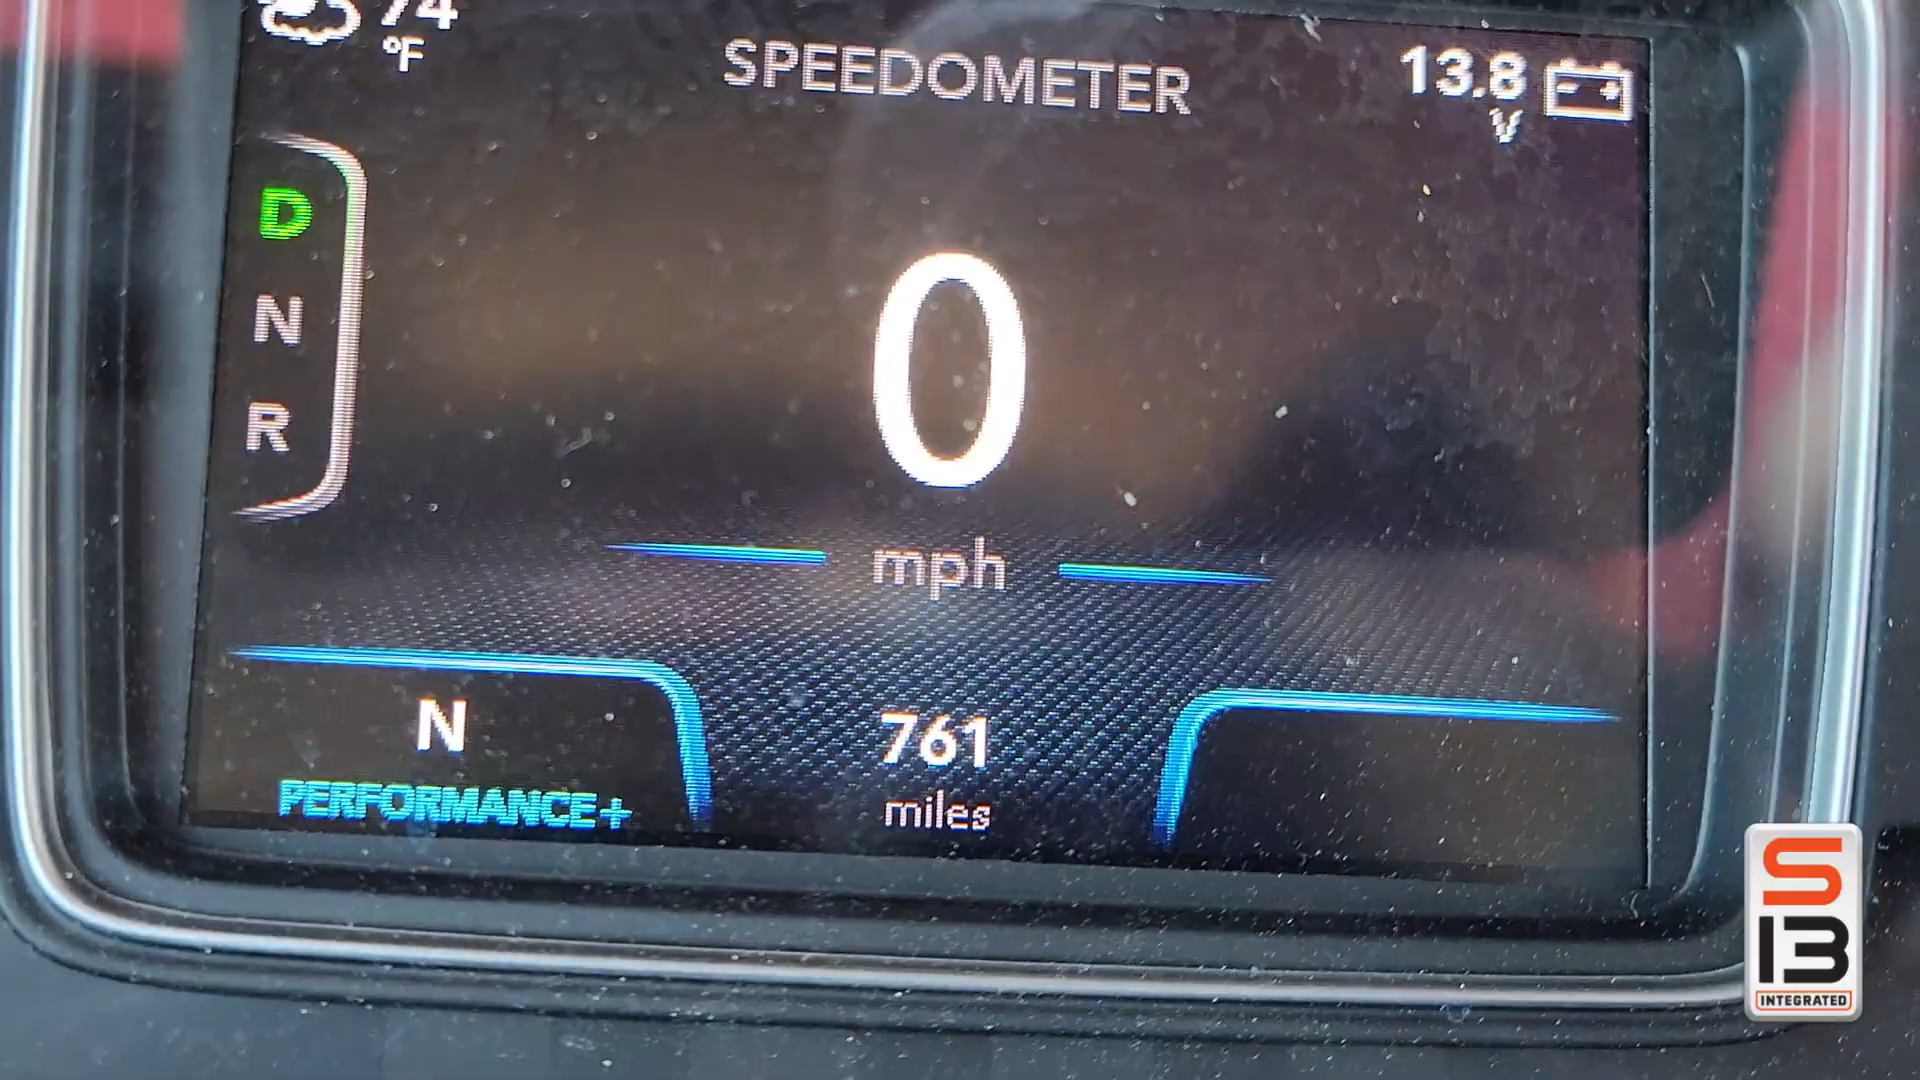 74
°F
SPEEDOMETER
13.8
V
D
N
R
0
mph
N
PERFORMANCE+
761
miles
S
13
INTEGRATED